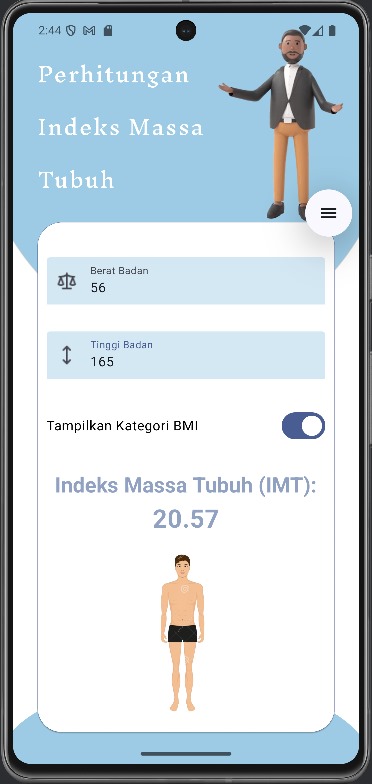 2:44
Perhitungan
Indeks Massa
Tubuh
Berat Badan
56
Tinggi Badan
165
Tampilkan Kategori BMI
Indeks Massa Tubuh (IMT):
20.57